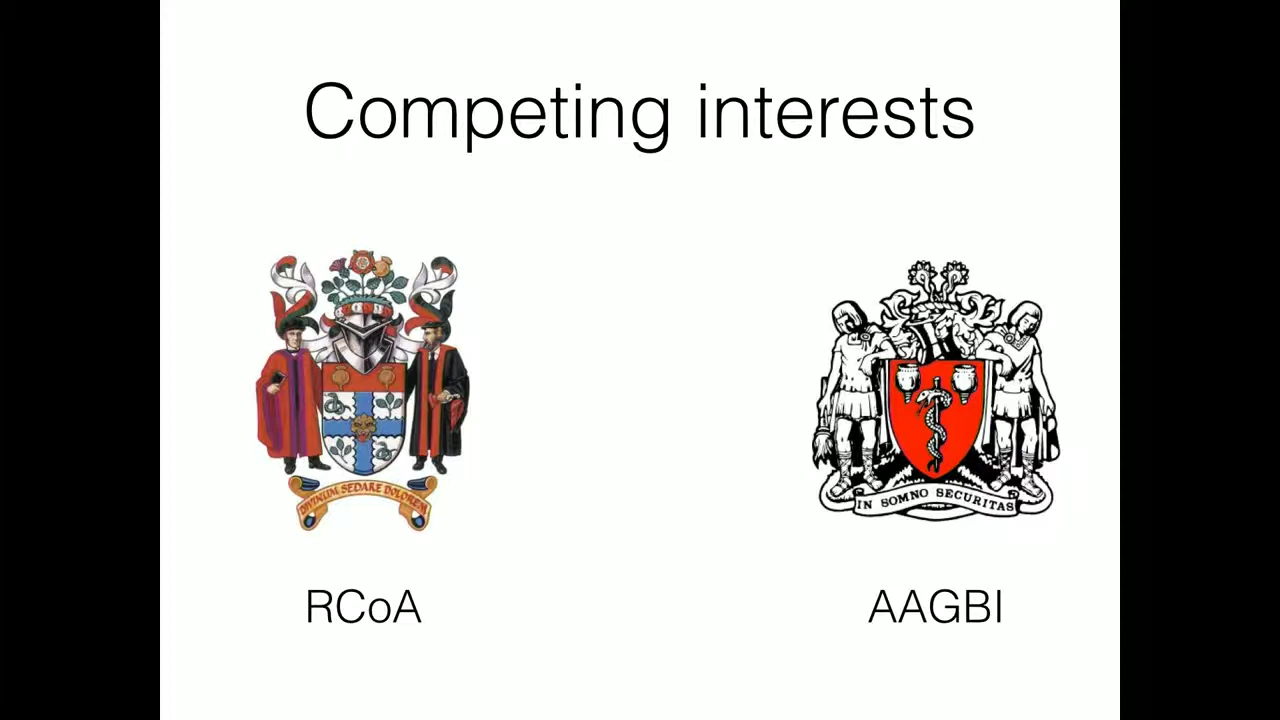 Competing interests
DIVINUM SEDARE DOLOREM
IN SOMNO SECURITAS
RCoA
AAGBI